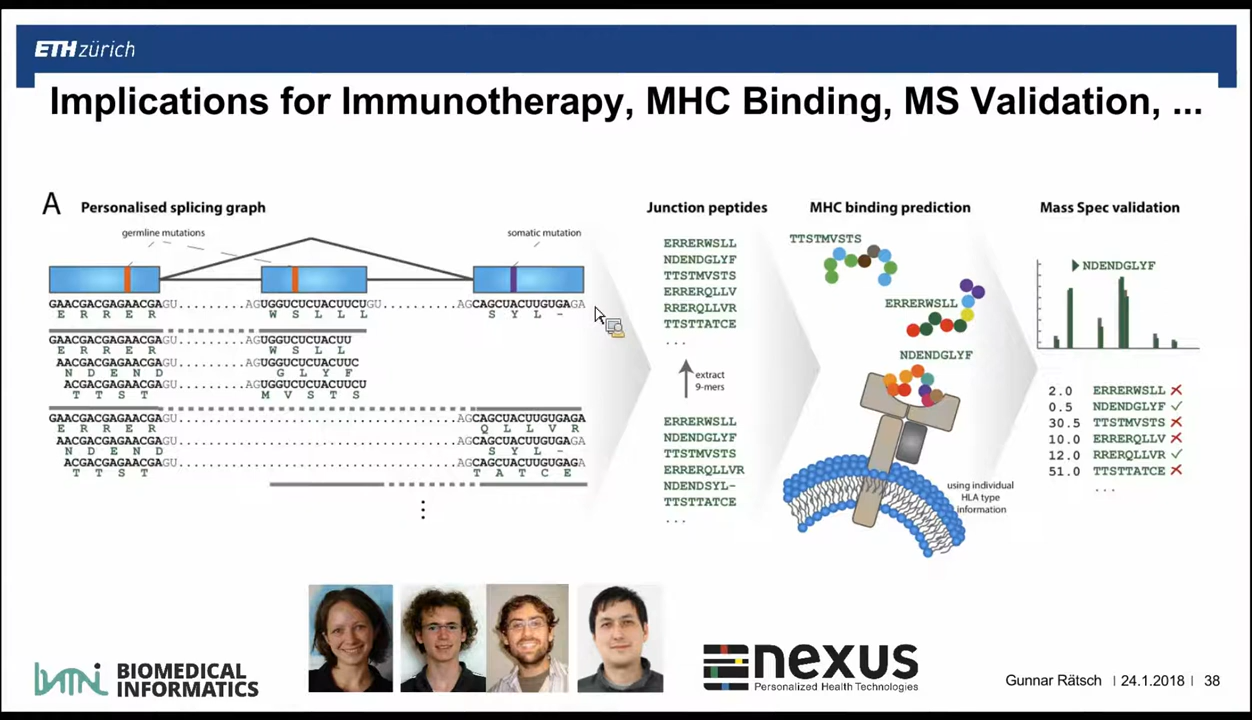 ETH zürich
Implications for Immunotherapy, MHC Binding, MS Validation, ...
A
Personalised splicing graph
germline mutations
somatic mutation
GAACGACGAGAACGAGU.........AGUGGUCUCUACUUCUGU...........AGCAGCUACUUGUGAGA
E R R E R W S L L L S Y L -
GAACGACGAGAACGAGU.........AGUGGUCUCUACUU
E R R E R W S L L
AACGACGAGAACGAGU.........AGUGGUCUCUACUUC
N D E N D G L Y F
ACGACGAGAACGAGU.........AGUGGUCUCUACUUCU
T T S T M V S T S
GAACGACGAGAACGAGU...........................................AGCAGCUACUUGUGAGA
E R R E R Q L L V R
AACGACGAGAACGAGU...........................................AGCAGCUACUUGUGAGA
N D E N D S Y L -
ACGACGAGAACGAGU...........................................AGCAGCUACUUGUGAGA
T T S T T A T C E
Junction peptides
ERRERWSLL
NDENDGLYF
TTSTMVSTS
ERRERQLLV
RRERQLLVR
TTSTTATCE
...
extract
9-mers
ERRERWSLL
NDENDGLYF
TTSTMVSTS
ERRERQLLVR
NDENDSYL-
TTSTTATCE
...
MHC binding prediction
TTSTMVSTS
ERRERWSLL
NDENDGLYF
using individual
HLA type
information
Mass Spec validation
NDENDGLYF
2.0 ERRERWSLL ✗
0.5 NDENDGLYF ✓
30.5 TTSTMVSTS ✗
10.0 ERRERQLLV ✗
12.0 RRERQLLVR ✓
51.0 TTSTTATCE ✗
...
BIOMEDICAL
INFORMATICS
nexus
Personalized Health Technologies
Gunnar Rätsch | 24.1.2018 | 38